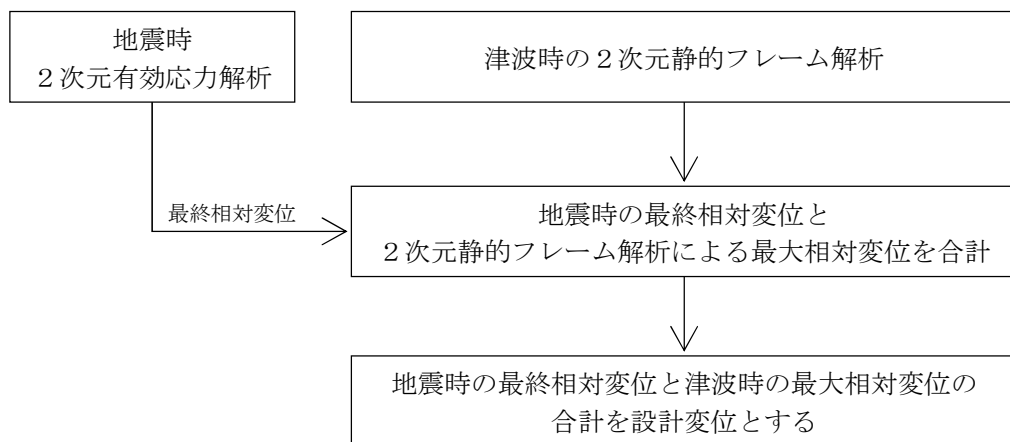 地震時
２次元有効応力解析
津波時の２次元静的フレーム解析
最終相対変位
地震時の最終相対変位と
２次元静的フレーム解析による最大相対変位を合計
地震時の最終相対変位と津波時の最大相対変位の
合計を設計変位とする